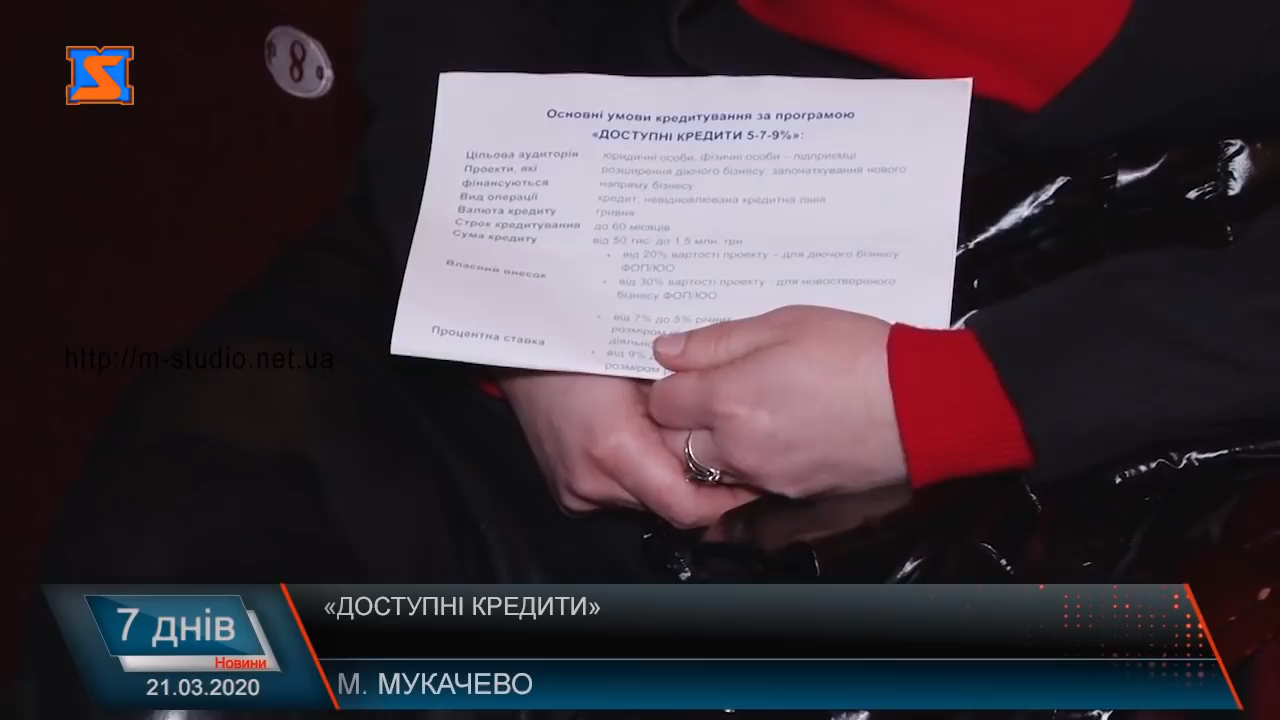 8
Основні умови кредитування за програмою
«ДОСТУПНІ КРЕДИТИ 5-7-9%»:
Цільова аудиторія юридичні особи, фізичні особи – підприємці
Проекти, які фінансуються розширення діючого бізнесу, започаткування нового
напряму бізнесу
Вид операції кредит, невідновлювана кредитна лінія
Валюта кредиту гривня
Строк кредитування до 60 місяців
Сума кредиту від 50 тис. до 1.5 млн. грн
Власний внесок
• від 20% вартості проекту – для діючого бізнесу
ФОП/ЮО
• від 30% вартості проекту - для новоствореного
бізнесу ФОП/ЮО
Процентна ставка
• від 7% до 5% річних
розміром
• від 9%
розміром
http://m-studio.net.ua
7 днів
Новини
21.03.2020
«ДОСТУПНІ КРЕДИТИ»
М. МУКАЧЕВО